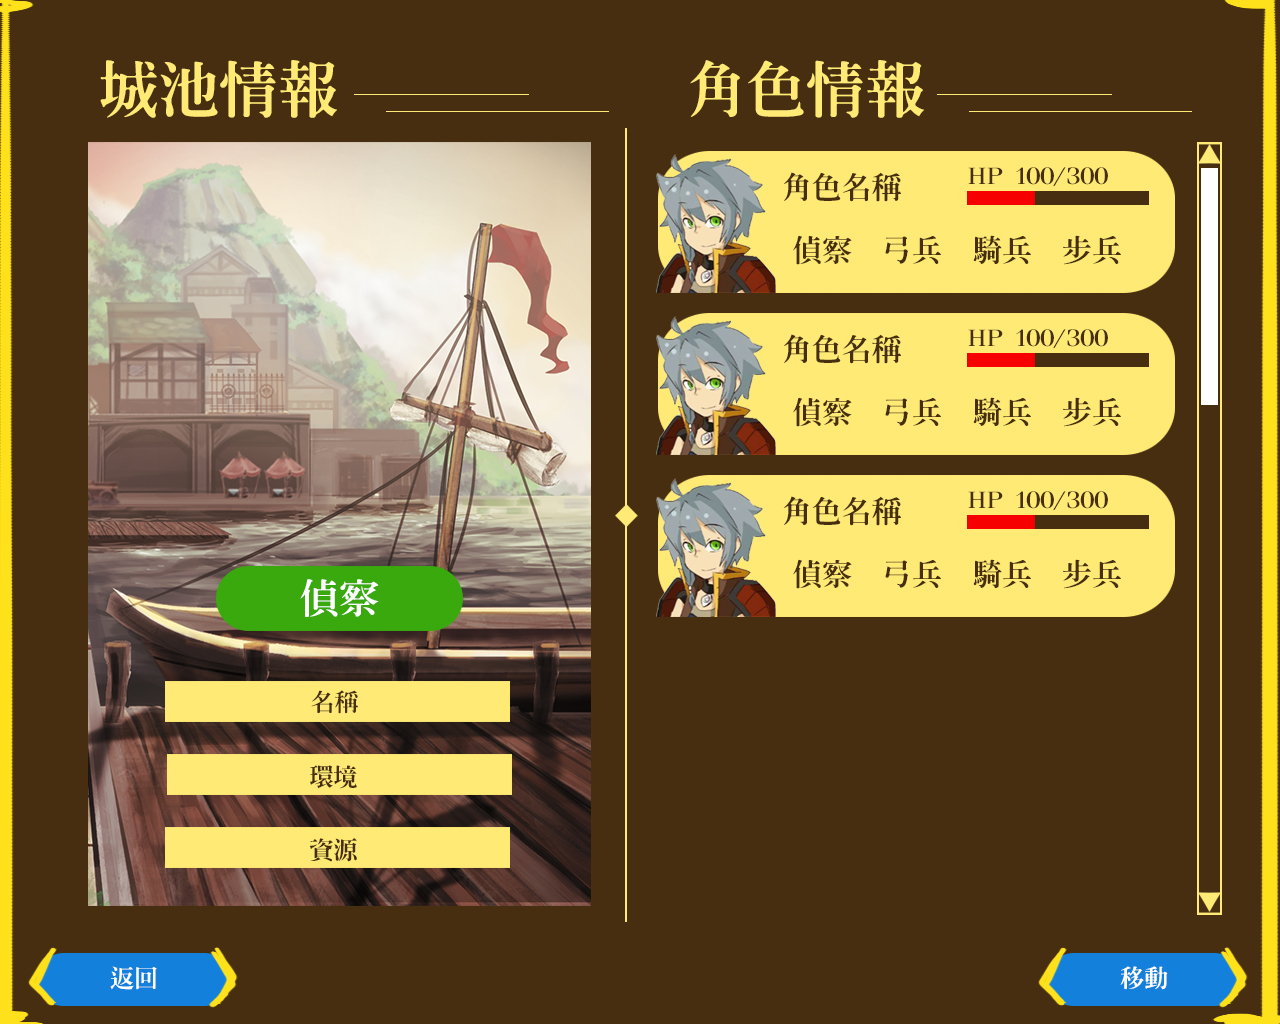 城池情報
偵察
名稱
環境
資源
角色情報
角色名稱 HP 100/300
偵察 弓兵 騎兵 步兵
角色名稱 HP 100/300
偵察 弓兵 騎兵 步兵
角色名稱 HP 100/300
偵察 弓兵 騎兵 步兵
返回
移動